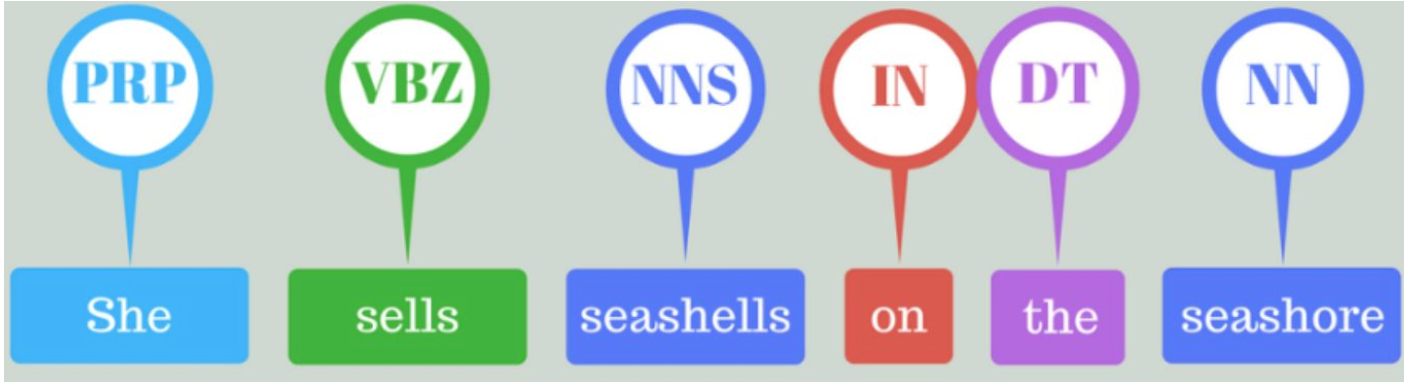 PRP VBZ NNS IN DT NN
She sells seashells on the seashore